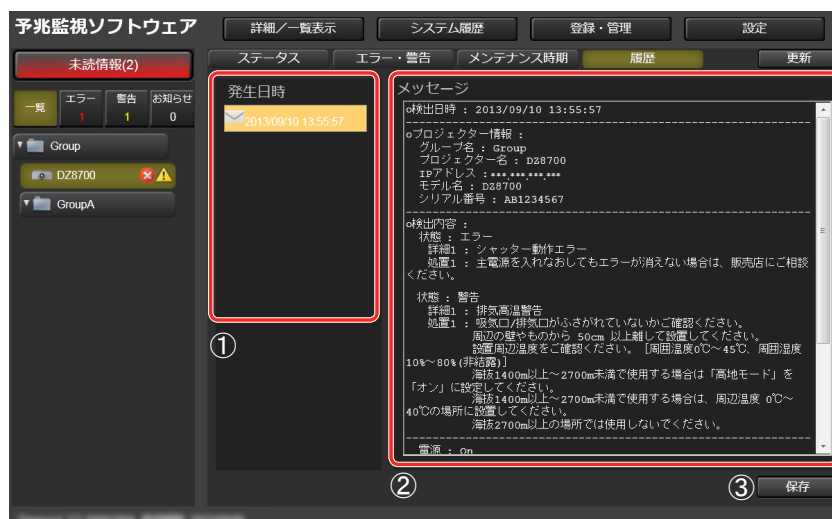 予兆監視ソフトウェア
詳細／一覧表示
システム履歴
登録・管理
設定
未読情報(2)
ステータス
エラー・警告
メンテナンス時期
履歴
更新
一覧
エラー
1
警告
1
お知らせ
0
Group
DZ8700
GroupA
発生日時
2013/09/10 13:55:57
①
メッセージ
o検出日時 : 2013/09/10 13:55:57
------------------------------------------------------------
oプロジェクター情報 :
グループ名 : Group
プロジェクター名 : DZ8700
IPアドレス : ***.***.***.***
モデル名 : DZ8700
シリアル番号 : AB1234567
------------------------------------------------------------
o検出内容 :
状態 : エラー
詳細1 : シャッター動作エラー
処置1 : 主電源を入れなおしてもエラーが消えない場合は、販売店にご相談
ください。
状態 : 警告
詳細1 : 排気高温警告
処置1 : 吸気口/排気口がふさがれていないかご確認ください。
周辺の壁やものから 50cm 以上離して設置してください。
設置周辺温度をご確認ください。 [周囲温度0℃～45℃、周囲湿度
10%～80%(非結露)]
海抜1400m以上～2700m未満で使用する場合は「高地モード」を
「オン」に設定してください。
海抜1400m以上～2700m未満で使用する場合は、周辺温度 0℃～
40℃の場所に設置してください。
海抜2700m以上の場所では使用しないでください。
------------------------------------------------------------
電源 : On
②
③
保存